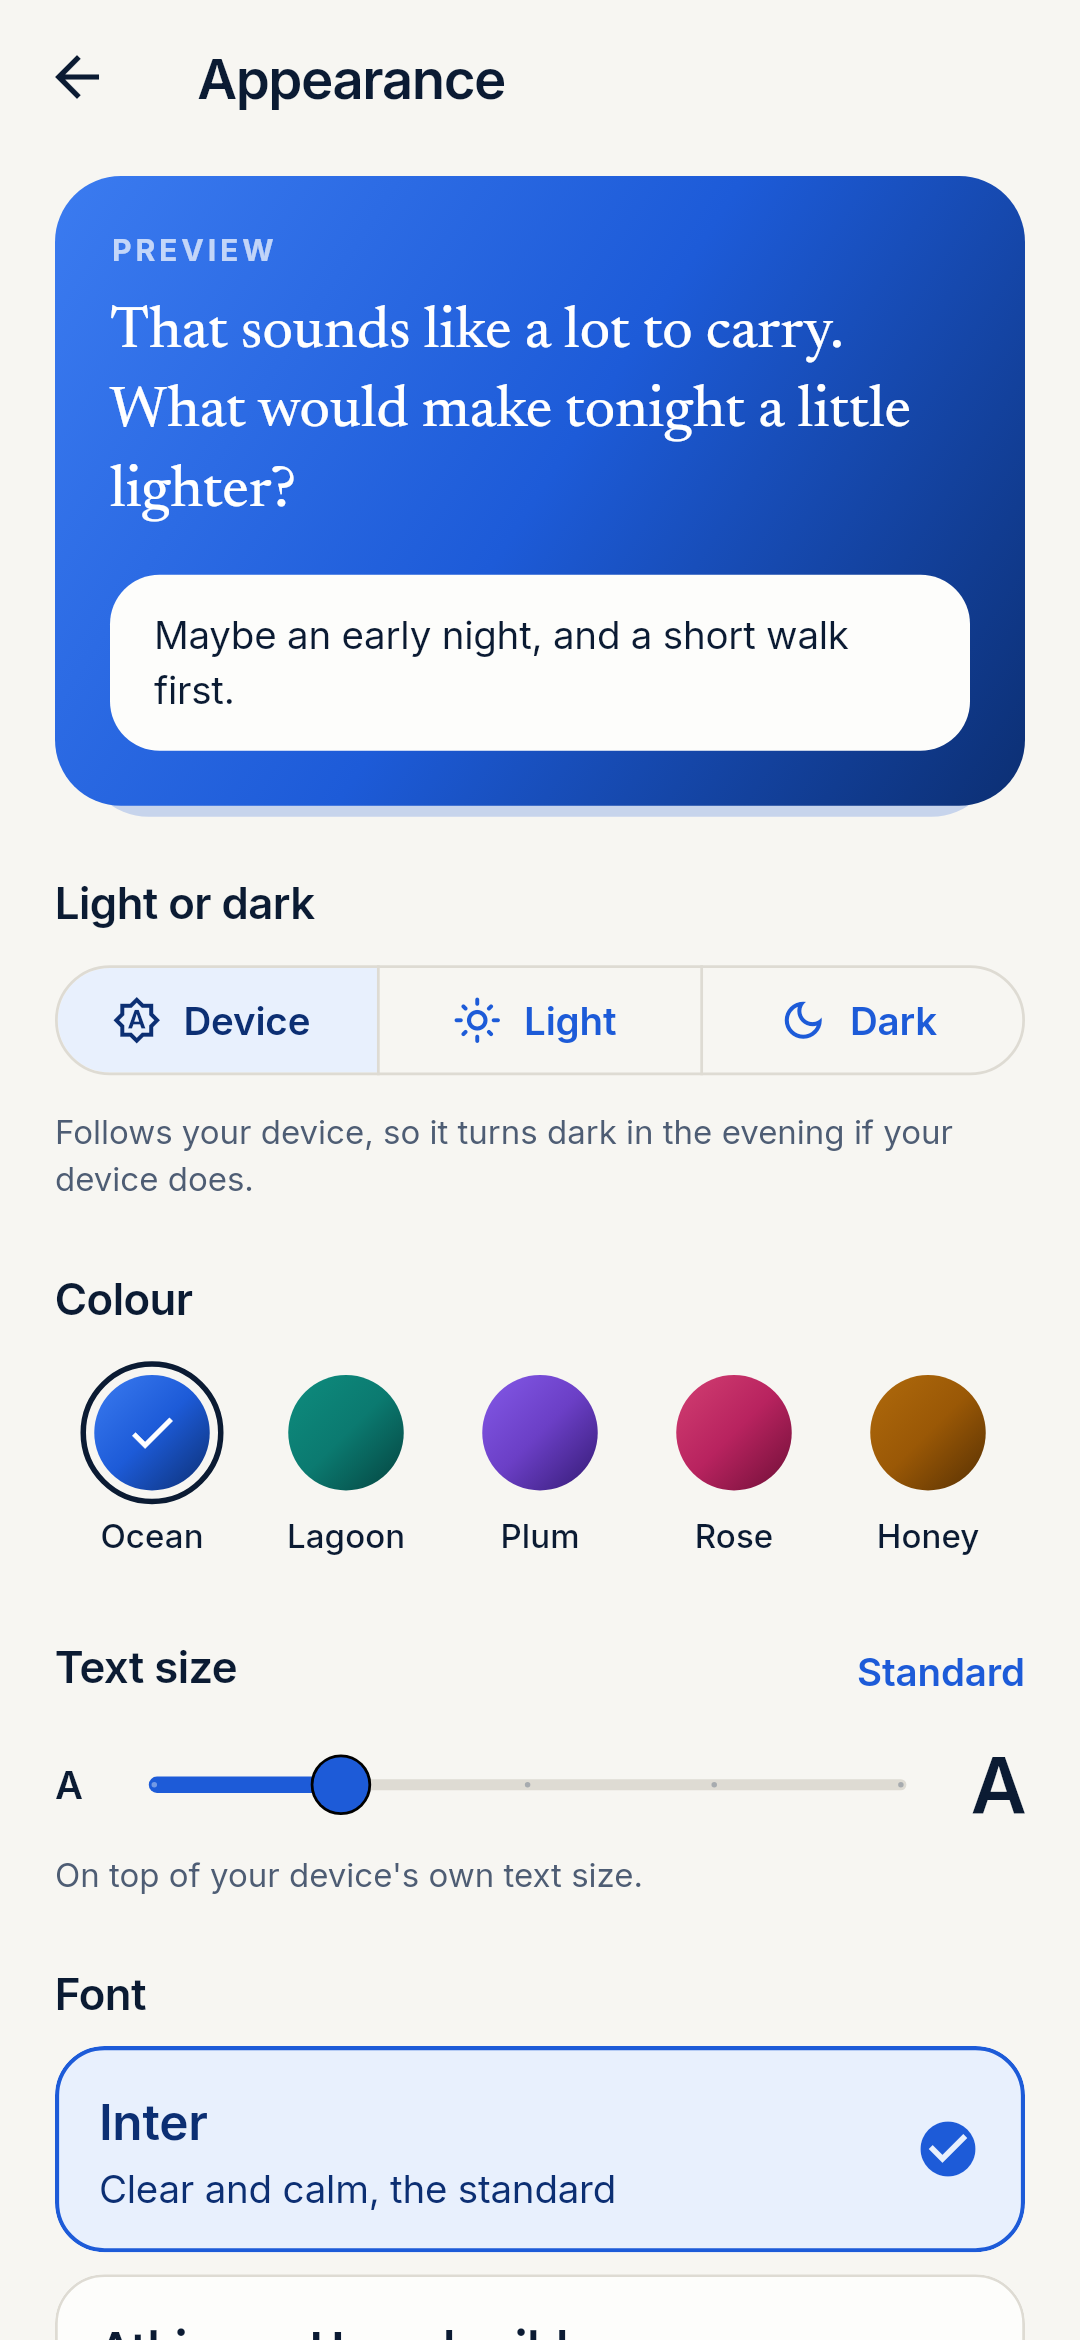 Appearance
PREVIEW
That sounds like a lot to carry.
What would make tonight a little
lighter?
Maybe an early night, and a short walk
first.
Light or dark
Device
Light
Dark
Follows your device, so it turns dark in the evening if your
device does.
Colour
Ocean
Lagoon
Plum
Rose
Honey
Text size
Standard
A
A
On top of your device's own text size.
Font
Inter
Clear and calm, the standard